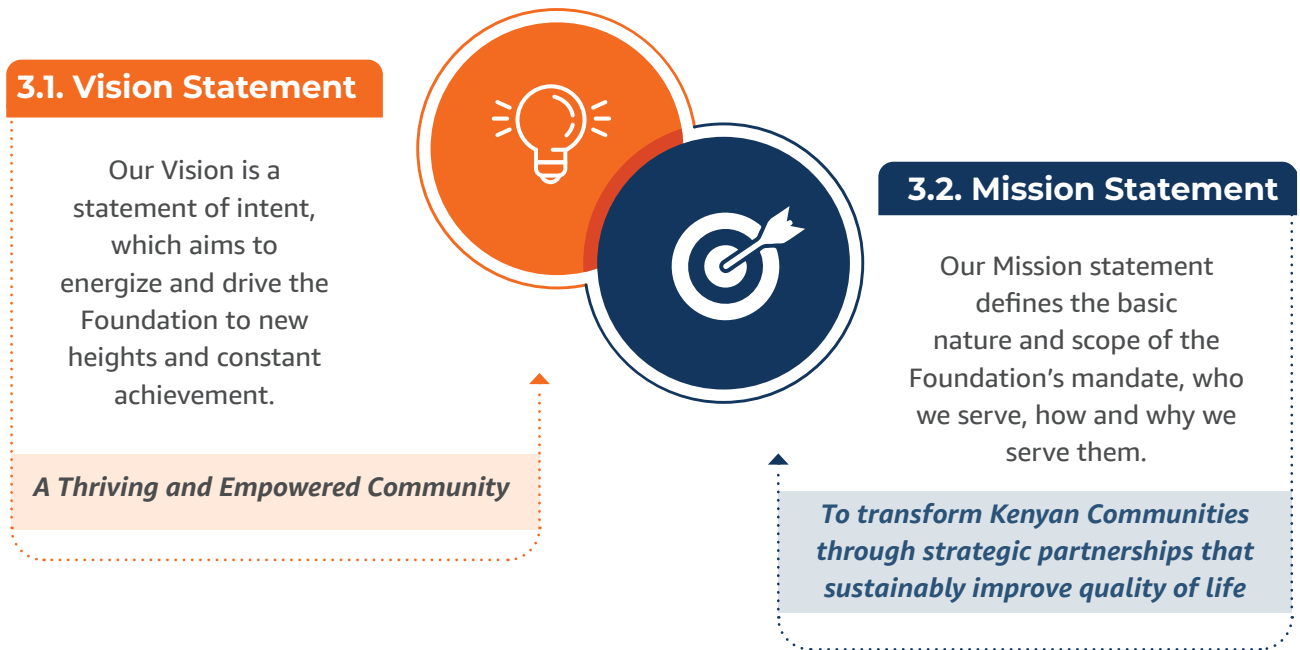 3.1. Vision Statement
Our Vision is a
statement of intent,
which aims to
energize and drive the
Foundation to new
heights and constant
achievement.
A Thriving and Empowered Community
3.2. Mission Statement
Our Mission statement
defines the basic
nature and scope of the
Foundation’s mandate, who
we serve, how and why we
serve them.
To transform Kenyan Communities
through strategic partnerships that
sustainably improve quality of life